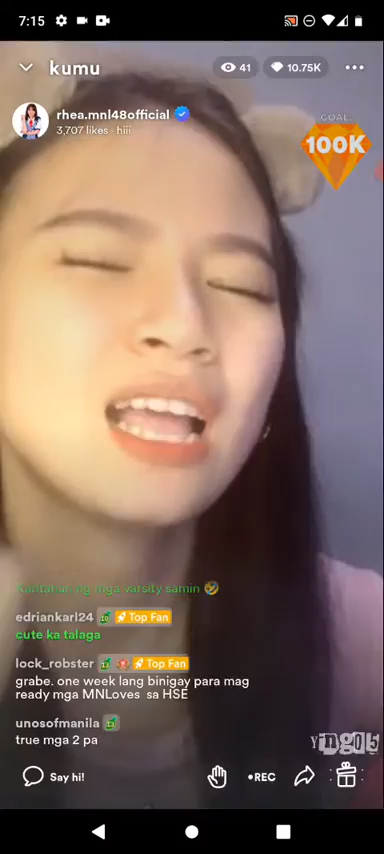 7:15
kumu
41
10.75K
rhea.mnl48official
3,707 likes · hiii
GOAL:
100K
Kantahan ng mga varsity samin 🤣
edriankarl24 Top Fan
cute ka talaga
lock_robster Top Fan
grabe. one week lang binigay para mag
ready mga MNLoves sa HSE
unosofmanila
true mga 2 pa
Say hi!
•REC